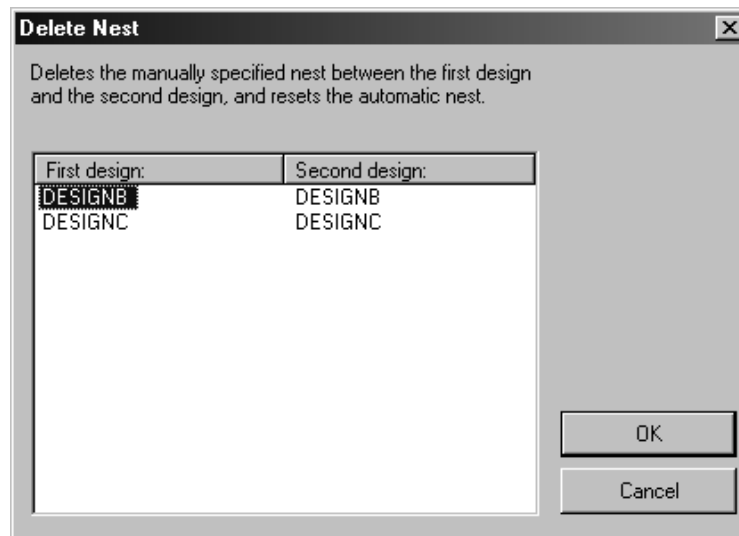 Delete Nest
Deletes the manually specified nest between the first design
and the second design, and resets the automatic nest.
First design: Second design:
DESIGNB DESIGNB
DESIGNC DESIGNC
OK
Cancel